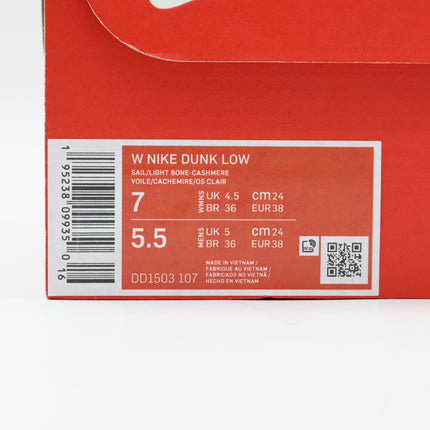 W NIKE DUNK LOW
SAIL/LIGHT BONE-CASHMERE
VOILE/CACHEMIRE/OS CLAIR
7 WMNS UK 4.5 cm 24
BR 36 EUR 38
5.5 MENS UK 5 cm 24
BR 36 EUR 38
DD1503 107
MADE IN VIETNAM /
FABRIQUE AU VIETNAM /
FABRICADO NO VIETNÃ /
HECHO EN VIETNAM
1 95238 09935 0 16